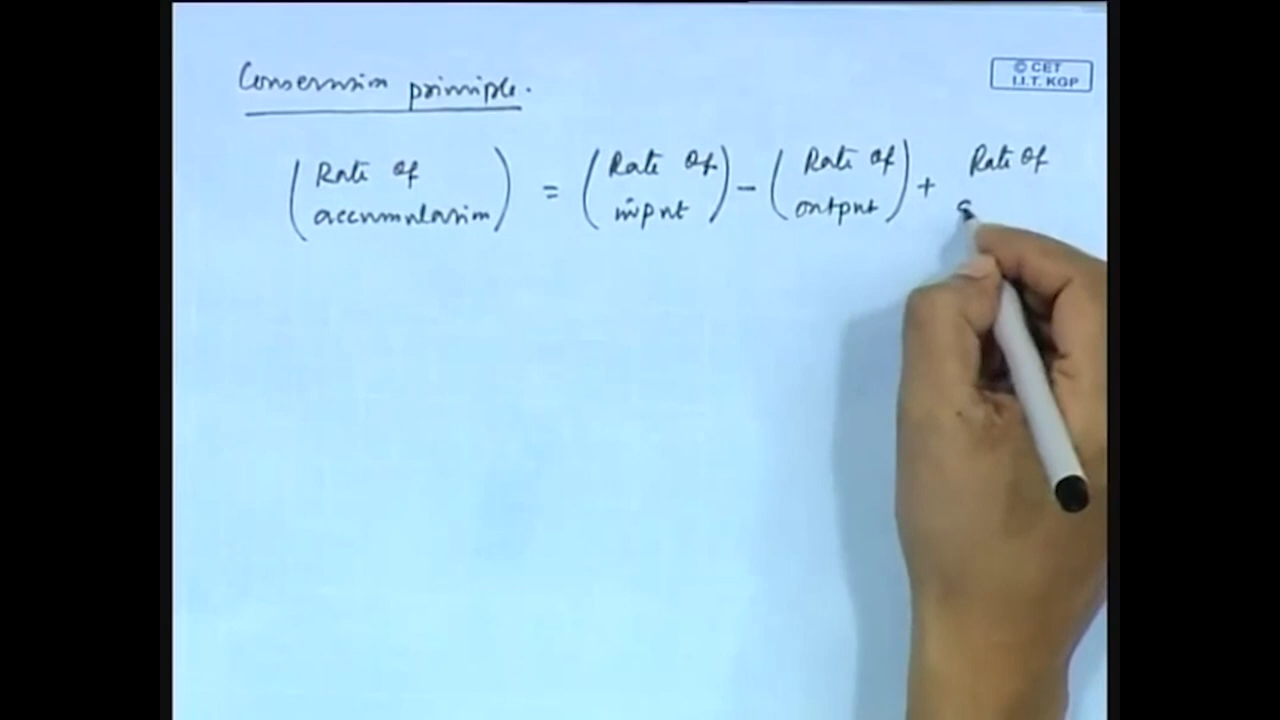 Conservation principle.
© CET
I.I.T. KGP
(Rate of accumulation) = (Rate of input) - (Rate of output) + Rate of